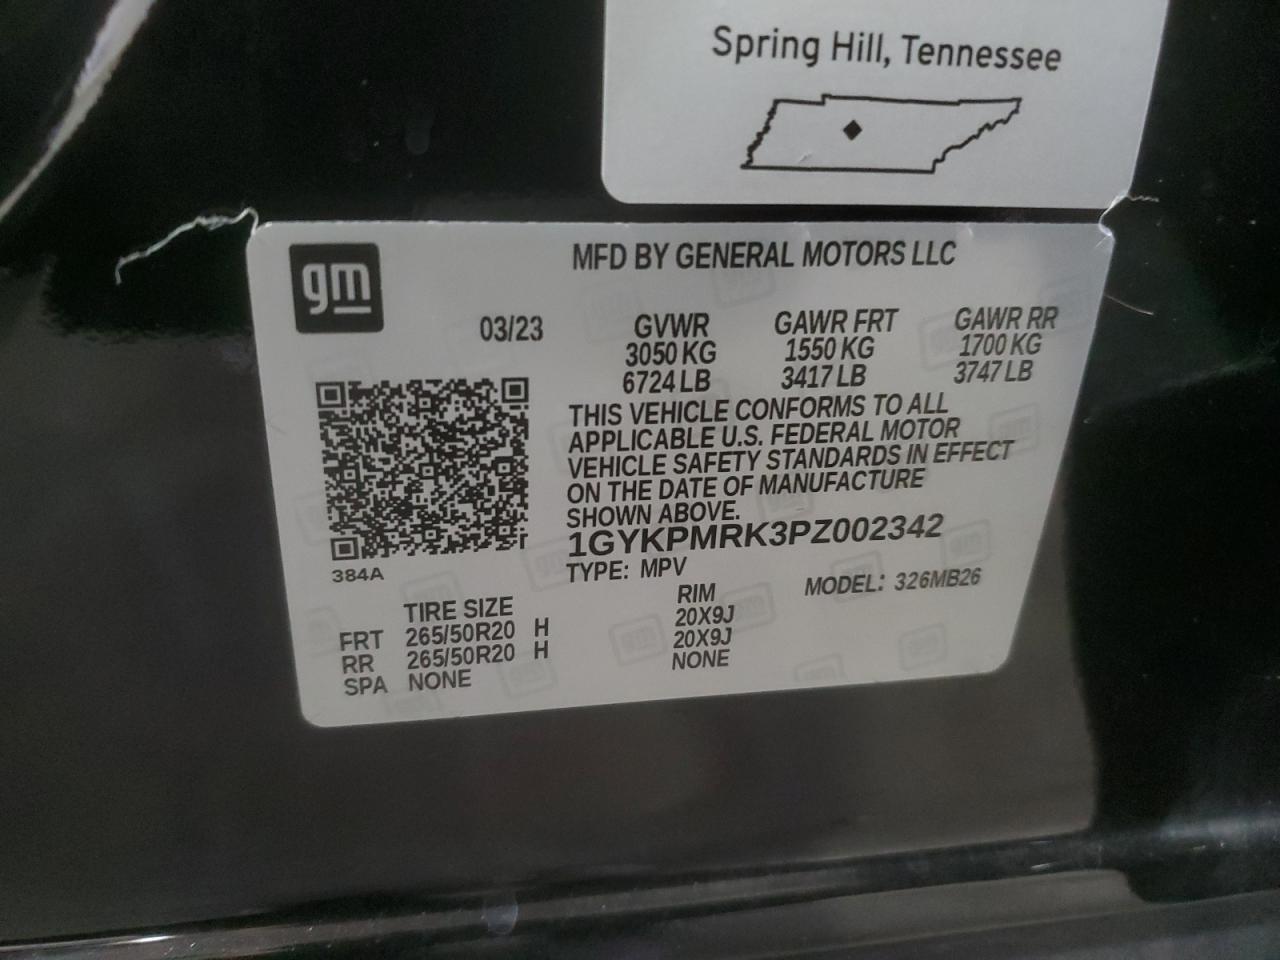 Spring Hill, Tennessee
gm
MFD BY GENERAL MOTORS LLC
03/23 GVWR GAWR FRT GAWR RR
3050 KG 1550 KG 1700 KG
6724 LB 3417 LB 3747 LB
THIS VEHICLE CONFORMS TO ALL
APPLICABLE U.S. FEDERAL MOTOR
VEHICLE SAFETY STANDARDS IN EFFECT
ON THE DATE OF MANUFACTURE
SHOWN ABOVE.
1GYKPMRK3PZ002342
384A
TYPE: MPV MODEL: 326MB26
TIRE SIZE RIM
FRT 265/50R20 H 20X9J
RR 265/50R20 H 20X9J
SPA NONE NONE